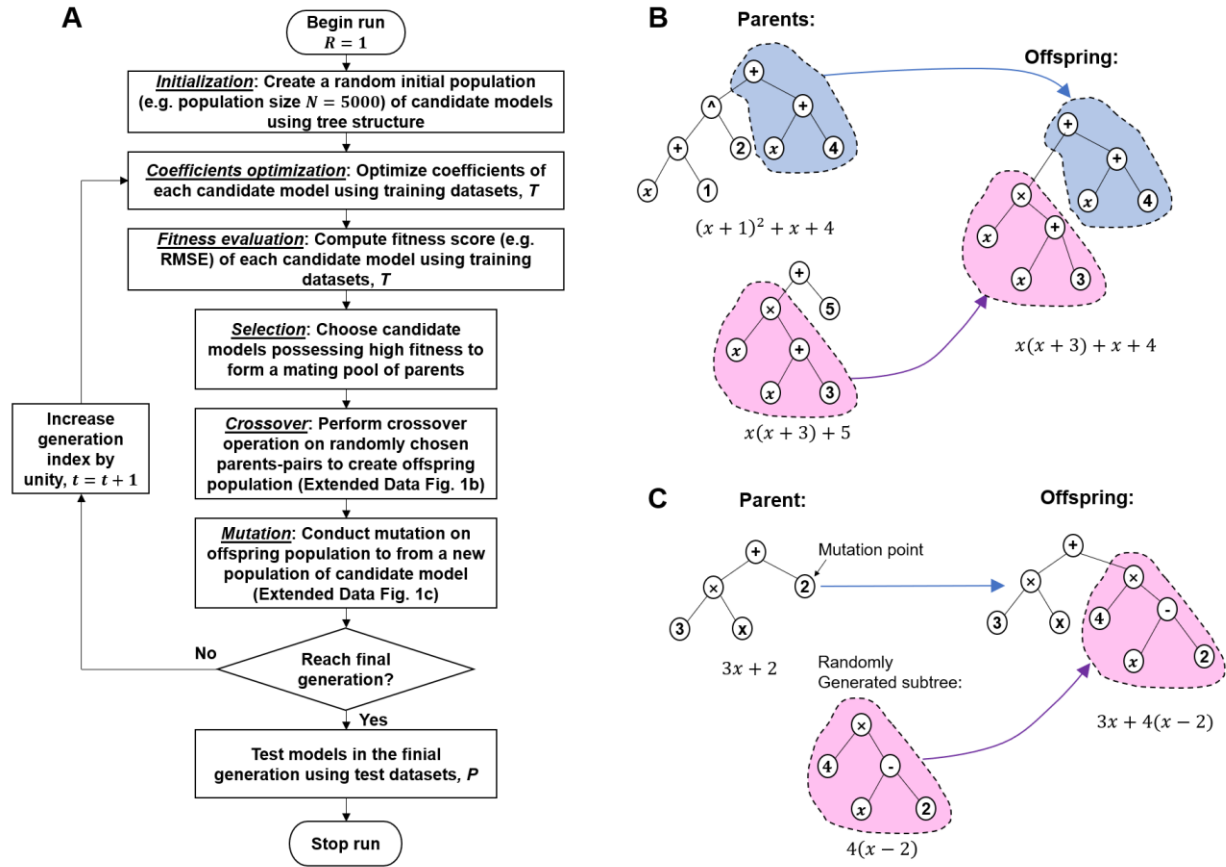 A
Begin run
R = 1
Initialization: Create a random initial population
(e.g. population size N = 5000) of candidate models
using tree structure
Coefficients optimization: Optimize coefficients of
each candidate model using training datasets, T
Fitness evaluation: Compute fitness score (e.g.
RMSE) of each candidate model using training
datasets, T
Selection: Choose candidate
models possessing high fitness to
form a mating pool of parents
Crossover: Perform crossover
operation on randomly chosen
parents-pairs to create offspring
population (Extended Data Fig. 1b)
Mutation: Conduct mutation on
offspring population to from a new
population of candidate model
(Extended Data Fig. 1c)
Increase
generation
index by
unity, t = t + 1
No
Reach final
generation?
Yes
Test models in the finial
generation using test datasets, P
Stop run
B
Parents:
+
^ +
+ 2 x 4
x 1
(x + 1)² + x + 4
+
× 5
x +
x 3
x(x + 3) + 5
Offspring:
+
× +
x + x 4
x 3
x(x + 3) + x + 4
C
Parent:
+
× 2
3 x
Mutation point
3x + 2
Randomly
Generated subtree:
×
4 -
x 2
4(x − 2)
Offspring:
+
× ×
3 x 4 -
x 2
3x + 4(x − 2)